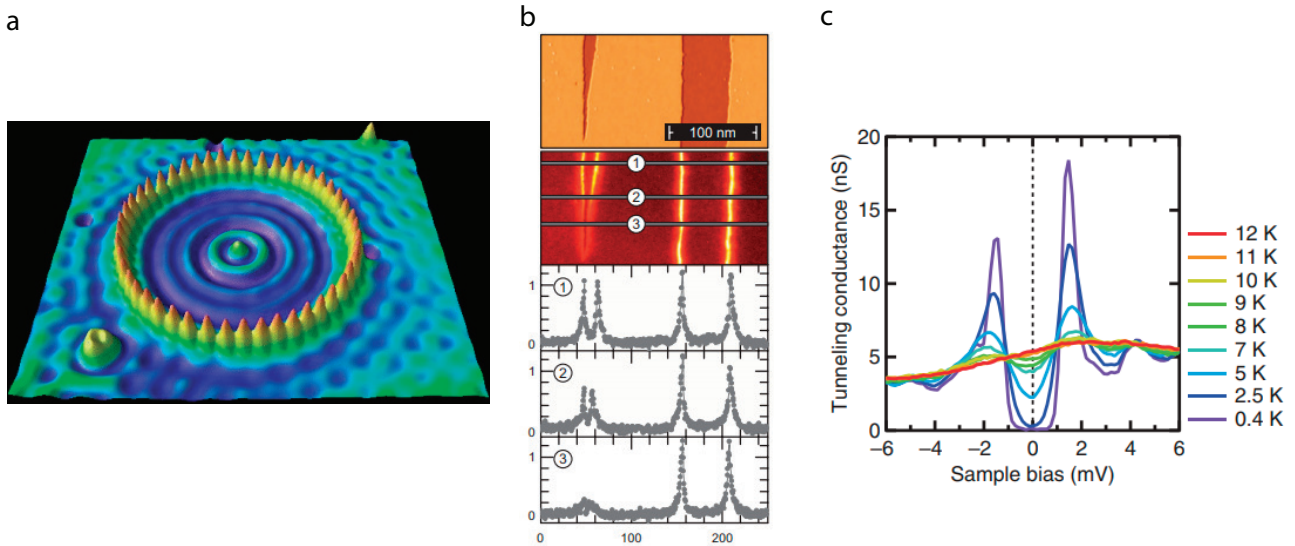 a
b
c
100 nm
1
2
3
1
1
0
2
1
0
3
1
0
0
100
200
Tunneling conductance (nS)
20
15
10
5
0
−6
−4
−2
0
2
4
6
Sample bias (mV)
12 K
11 K
10 K
9 K
8 K
7 K
5 K
2.5 K
0.4 K